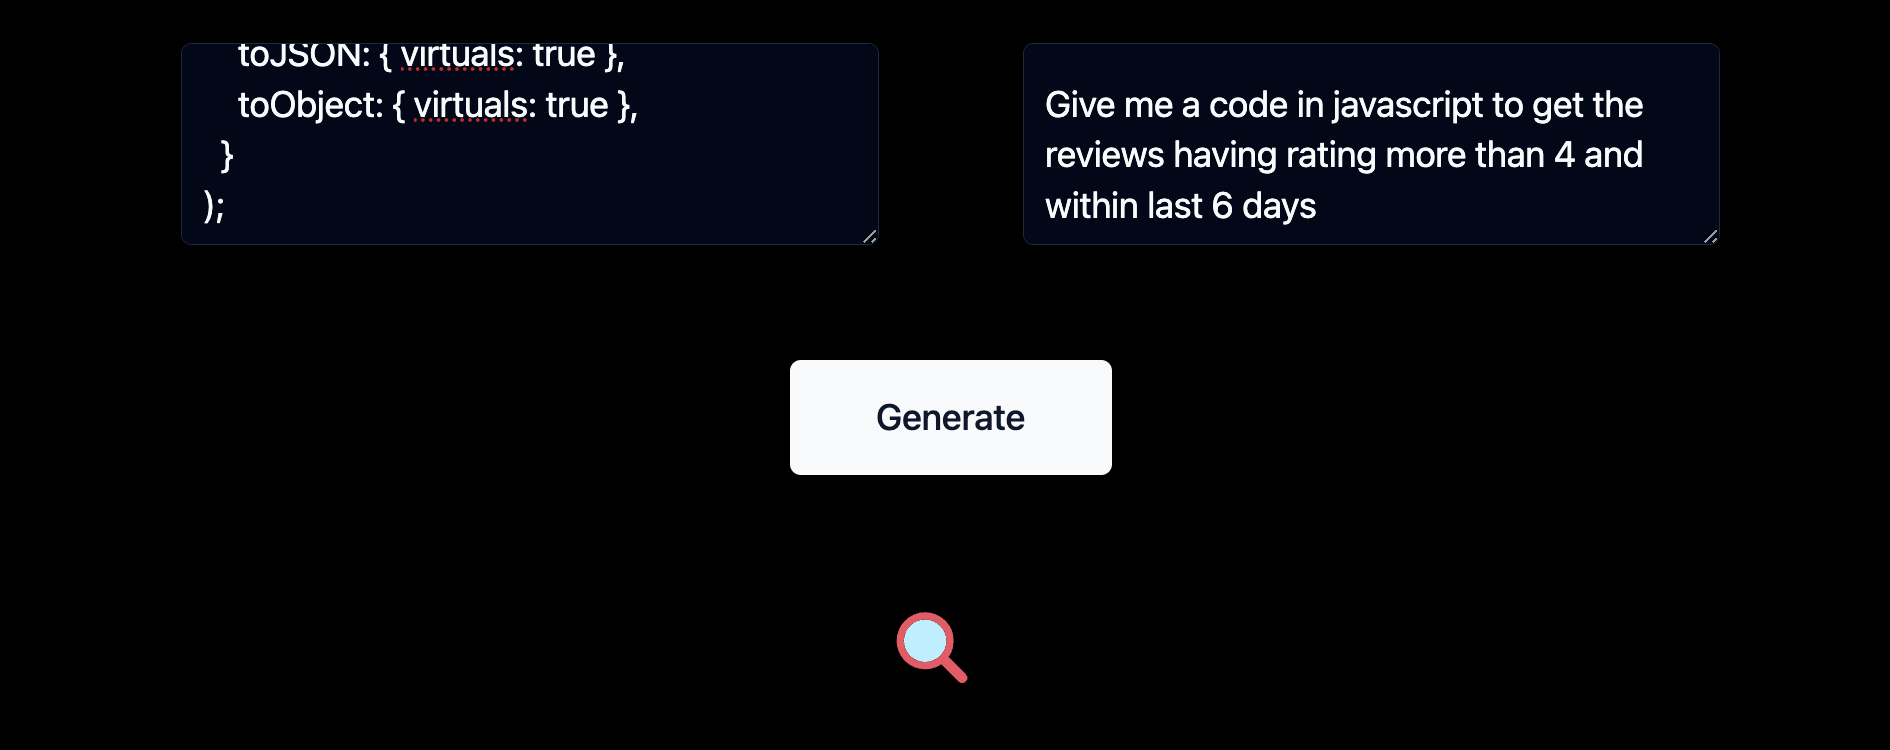 toJSON: { virtuals: true },
toObject: { virtuals: true },
}
);
Give me a code in javascript to get the
reviews having rating more than 4 and
within last 6 days
Generate